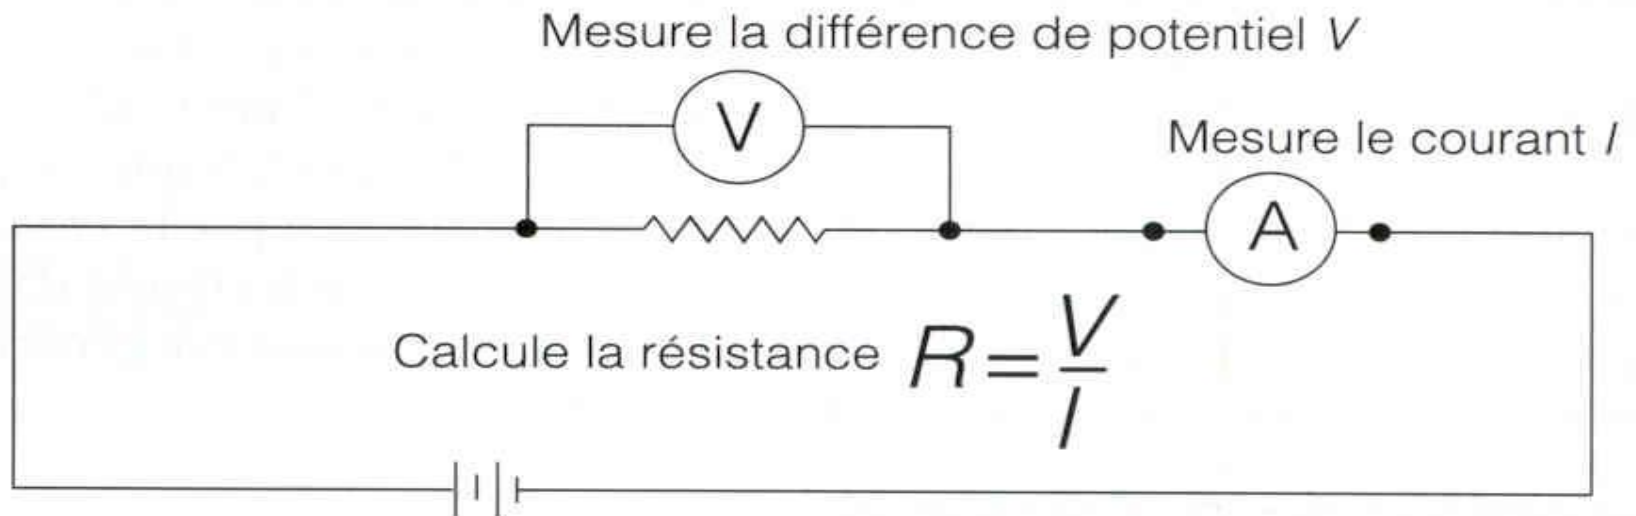 Mesure la différence de potentiel V
V
Mesure le courant I
A
Calcule la résistance R = V/I